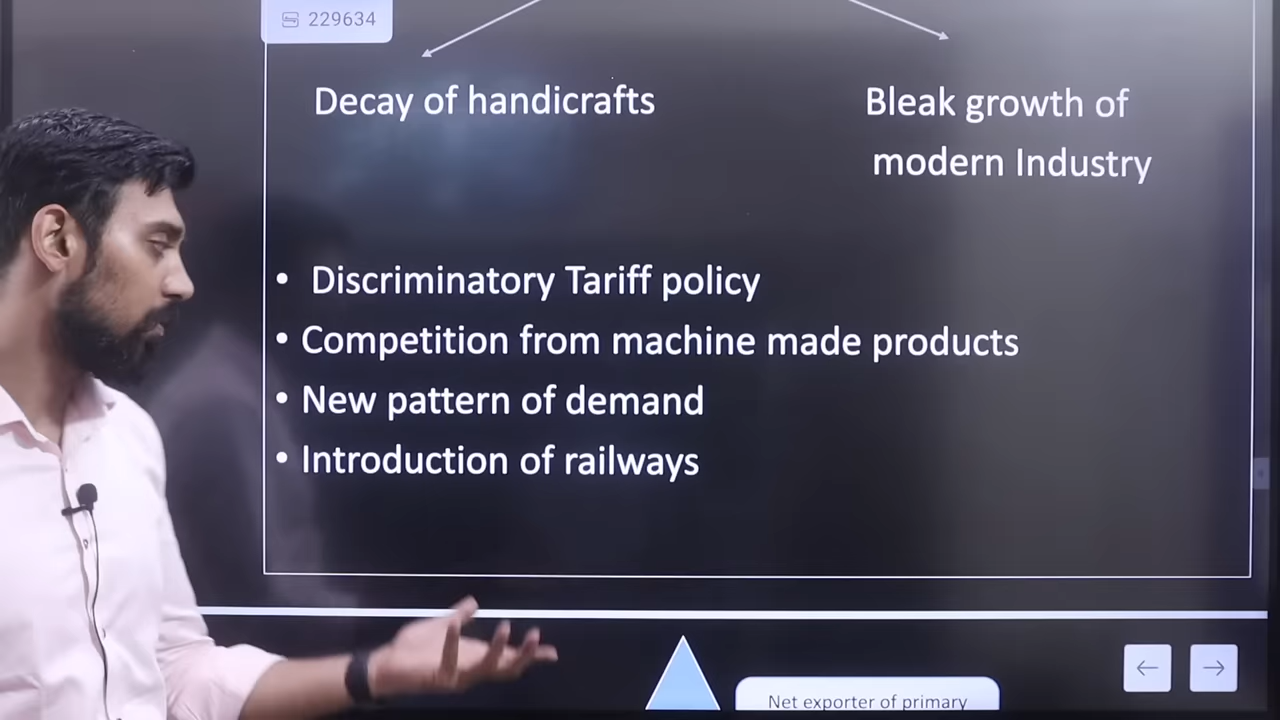 229634
Decay of handicrafts
Bleak growth of
modern Industry
• Discriminatory Tariff policy
• Competition from machine made products
• New pattern of demand
• Introduction of railways
Net exporter of primary